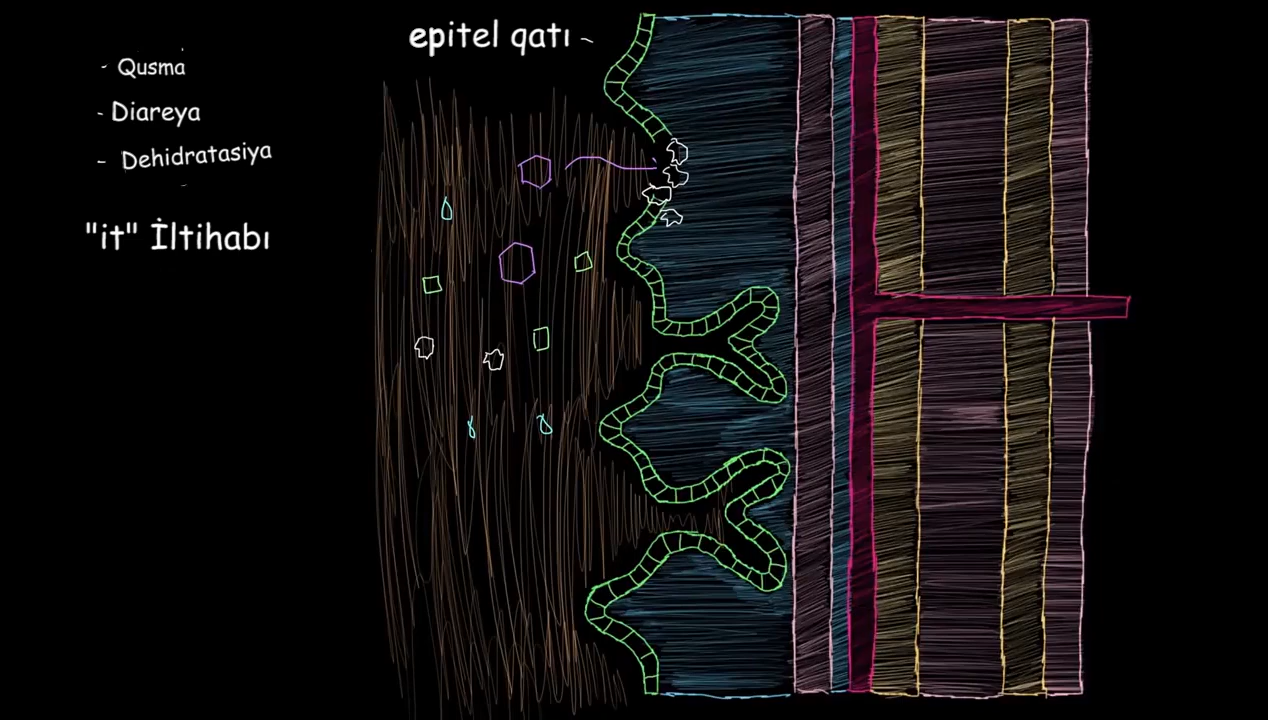 epitel qatı -
- Qusma
- Diareya
- Dehidratasiya
"it" İltihabı